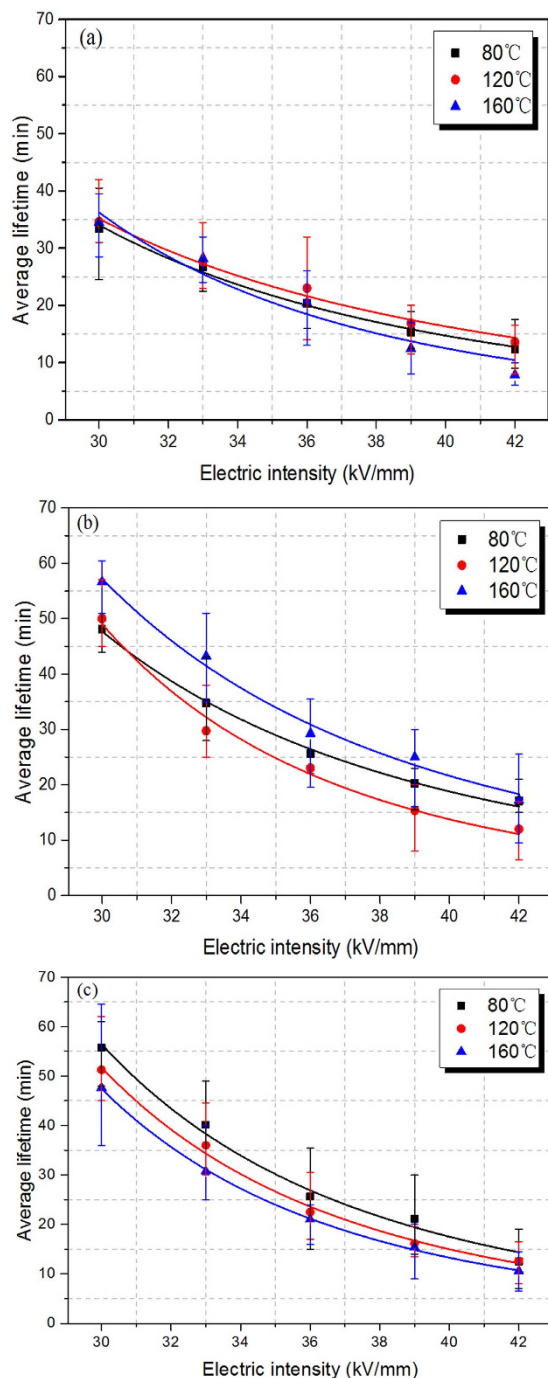 (a)
80℃
120℃
160℃
70
60
50
40
30
20
10
0
Average lifetime (min)
30 32 34 36 38 40 42
Electric intensity (kV/mm)
(b)
80℃
120℃
160℃
70
60
50
40
30
20
10
0
Average lifetime (min)
30 32 34 36 38 40 42
Electric intensity (kV/mm)
(c)
80℃
120℃
160℃
70
60
50
40
30
20
10
0
Average lifetime (min)
30 32 34 36 38 40 42
Electric intensity (kV/mm)